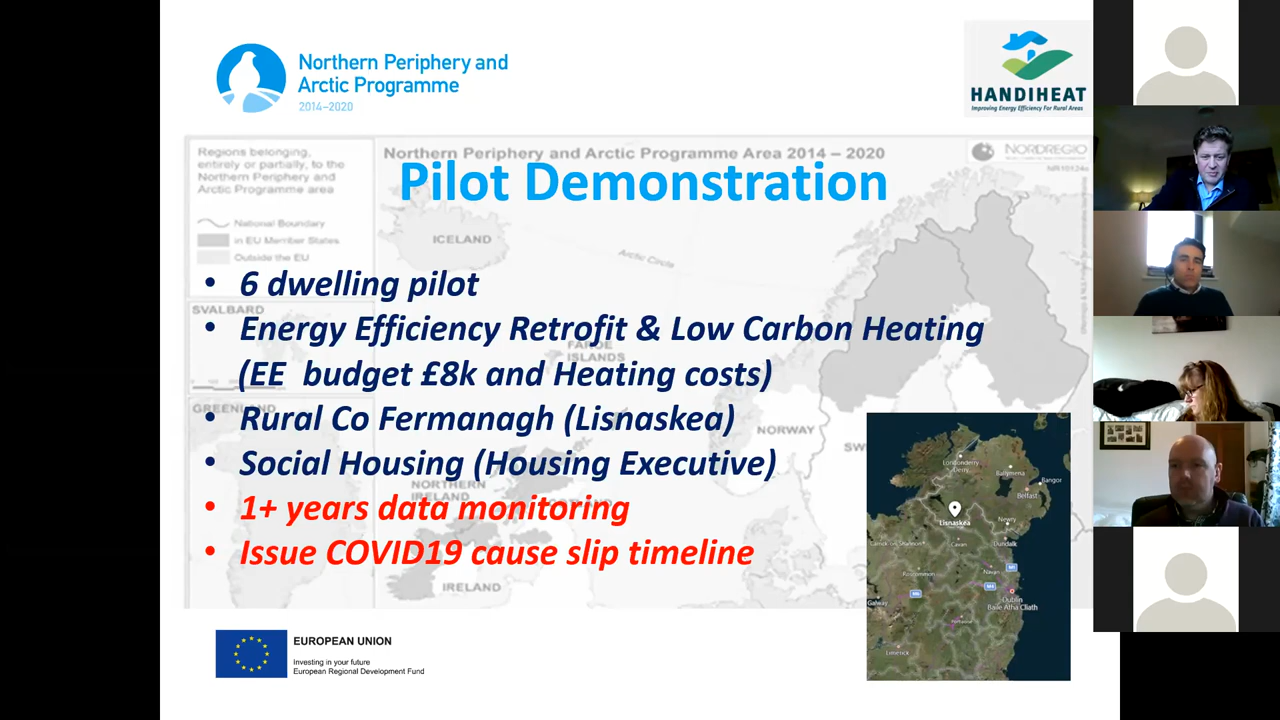 Northern Periphery and
Arctic Programme
2014–2020
HANDIHEAT
Improving Energy Efficiency For Rural Areas
Regions belonging,
entirely or partially, to the
Northern Periphery and
Arctic Programme area
National Boundary
in EU Member States
Outside the EU
Northern Periphery and Arctic Programme Area 2014 – 2020
NORDREGIO
Pilot Demonstration
ICELAND
Arctic Circle
• 6 dwelling pilot
SVALBARD
• Energy Efficiency Retrofit & Low Carbon Heating
(EE budget £8k and Heating costs)
FAROE
ISLANDS
GREENLAND
• Rural Co Fermanagh (Lisnaskea)
NORWAY
SW
• Social Housing (Housing Executive)
NORTHERN
IRELAND
• 1+ years data monitoring
• Issue COVID19 cause slip timeline
IRELAND
Londonderry
Derry
Ballymena
Bangor
Belfast
Lisnaskea
Newry
Cavan
Dundalk
Roscommon
Navan
Galway
Dublin
Baile Átha Cliath
Limerick
EUROPEAN UNION
Investing in your future
European Regional Development Fund